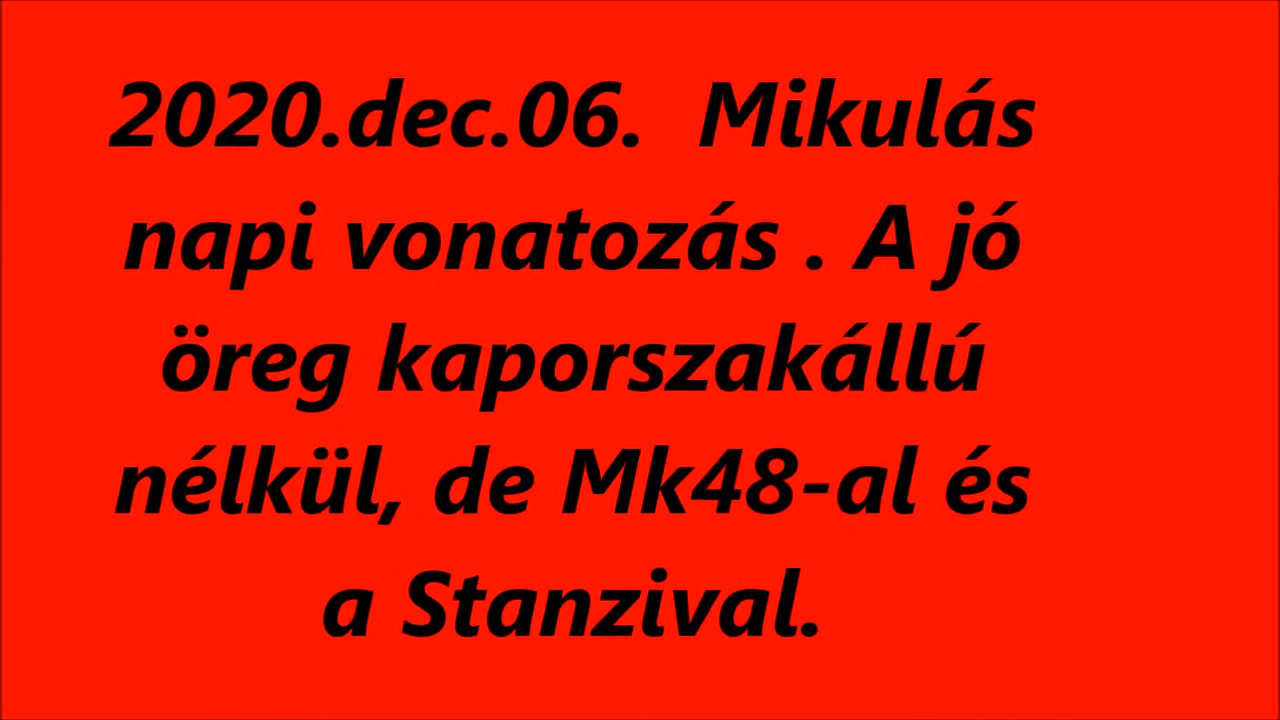 2020.dec.06.  Mikulás
napi vonatozás . A jó
öreg kaporszakállú
nélkül, de Mk48-al és
a Stanzival.